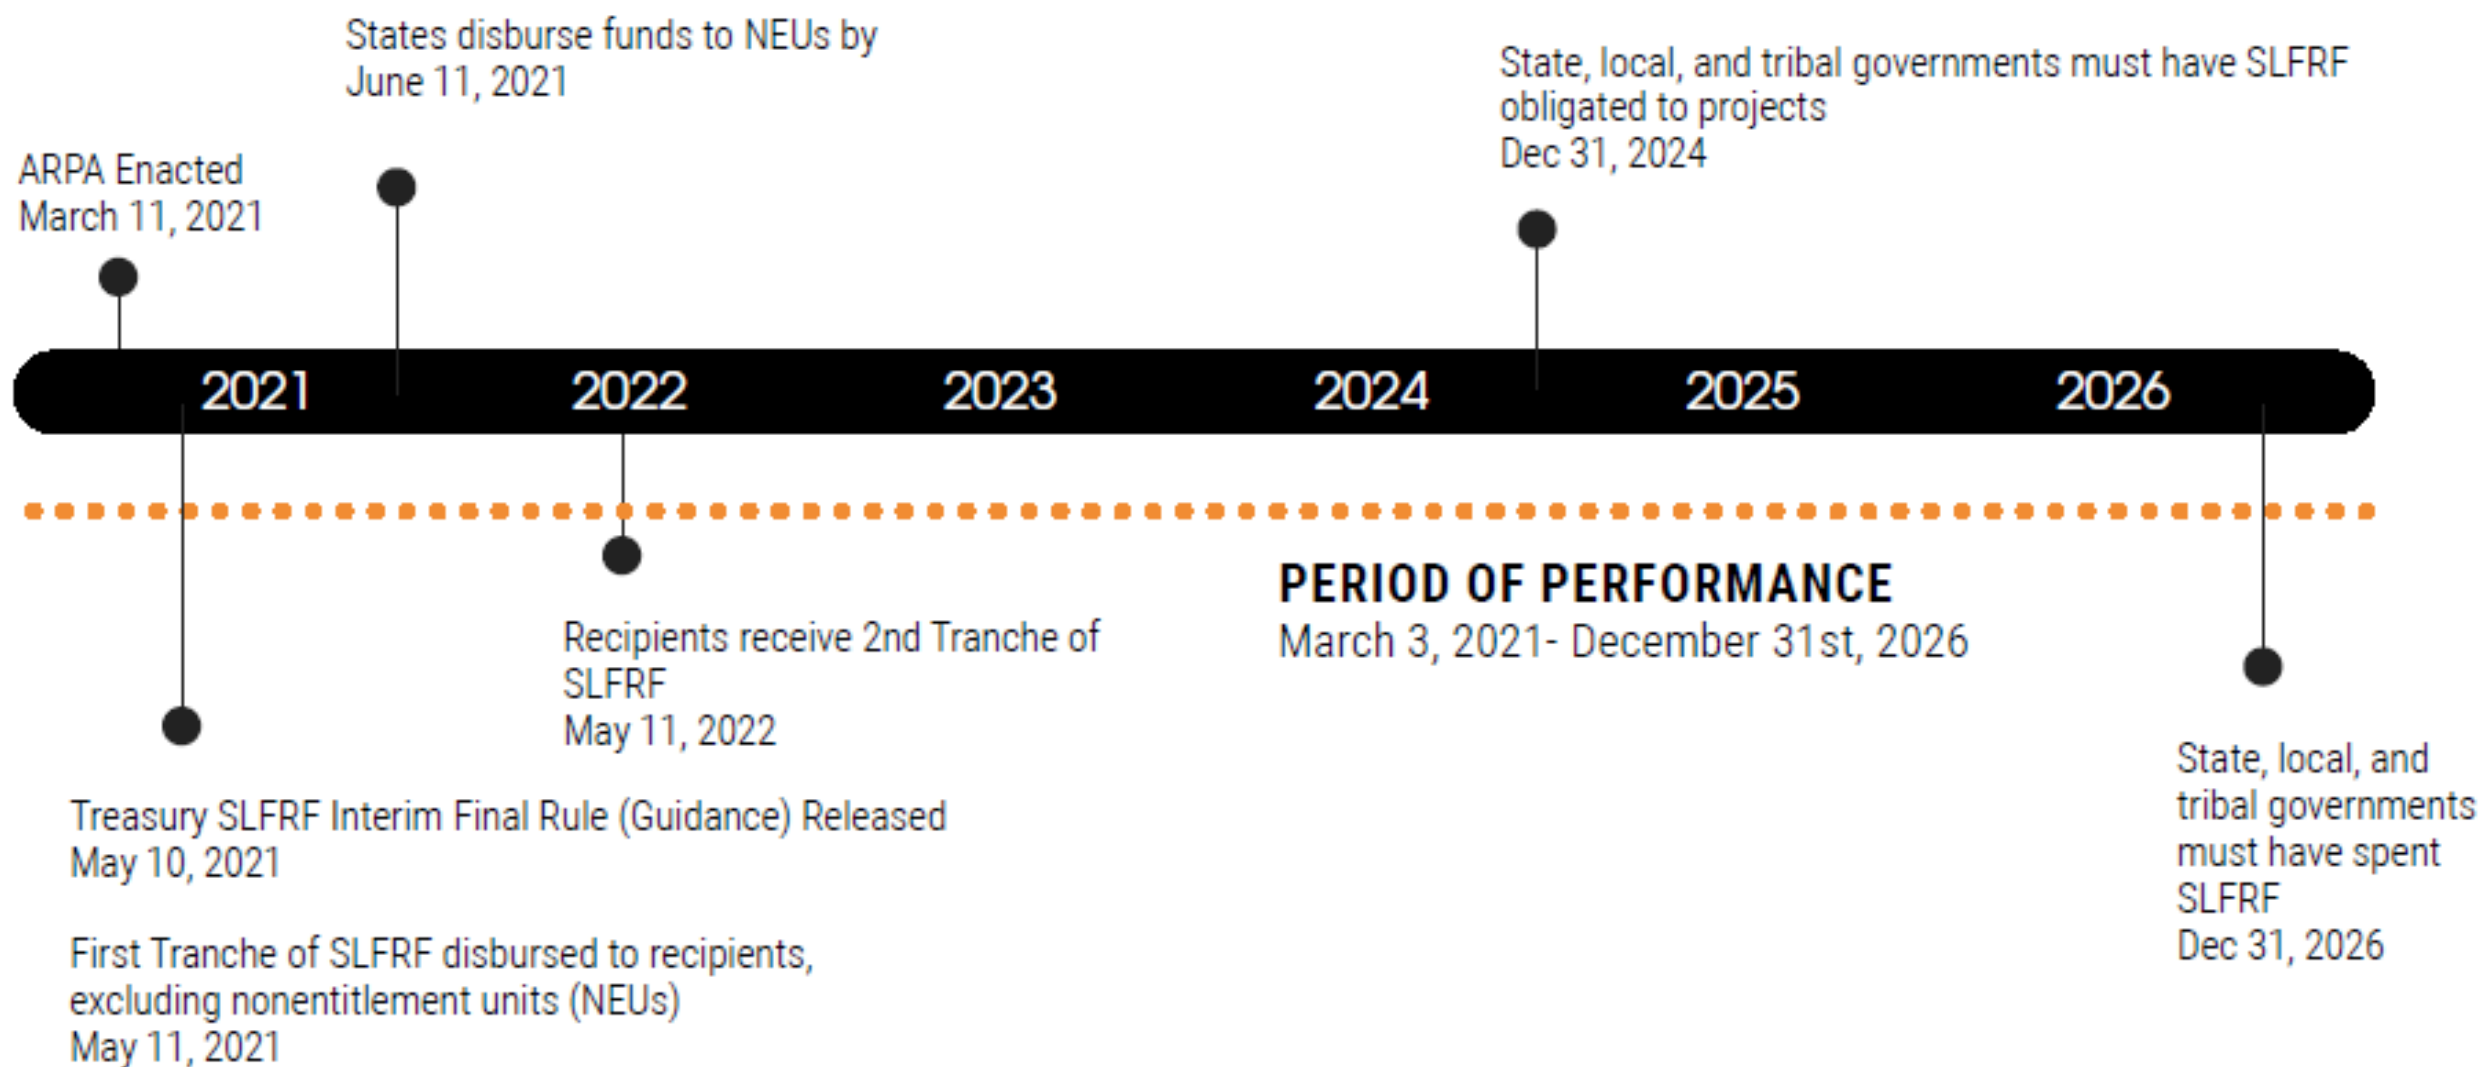 States disburse funds to NEUs by
June 11, 2021
State, local, and tribal governments must have SLFRF
obligated to projects
Dec 31, 2024
ARPA Enacted
March 11, 2021
2021 2022 2023 2024 2025 2026
PERIOD OF PERFORMANCE
March 3, 2021- December 31st, 2026
Recipients receive 2nd Tranche of
SLFRF
May 11, 2022
Treasury SLFRF Interim Final Rule (Guidance) Released
May 10, 2021
First Tranche of SLFRF disbursed to recipients,
excluding nonentitlement units (NEUs)
May 11, 2021
State, local, and
tribal governments
must have spent
SLFRF
Dec 31, 2026